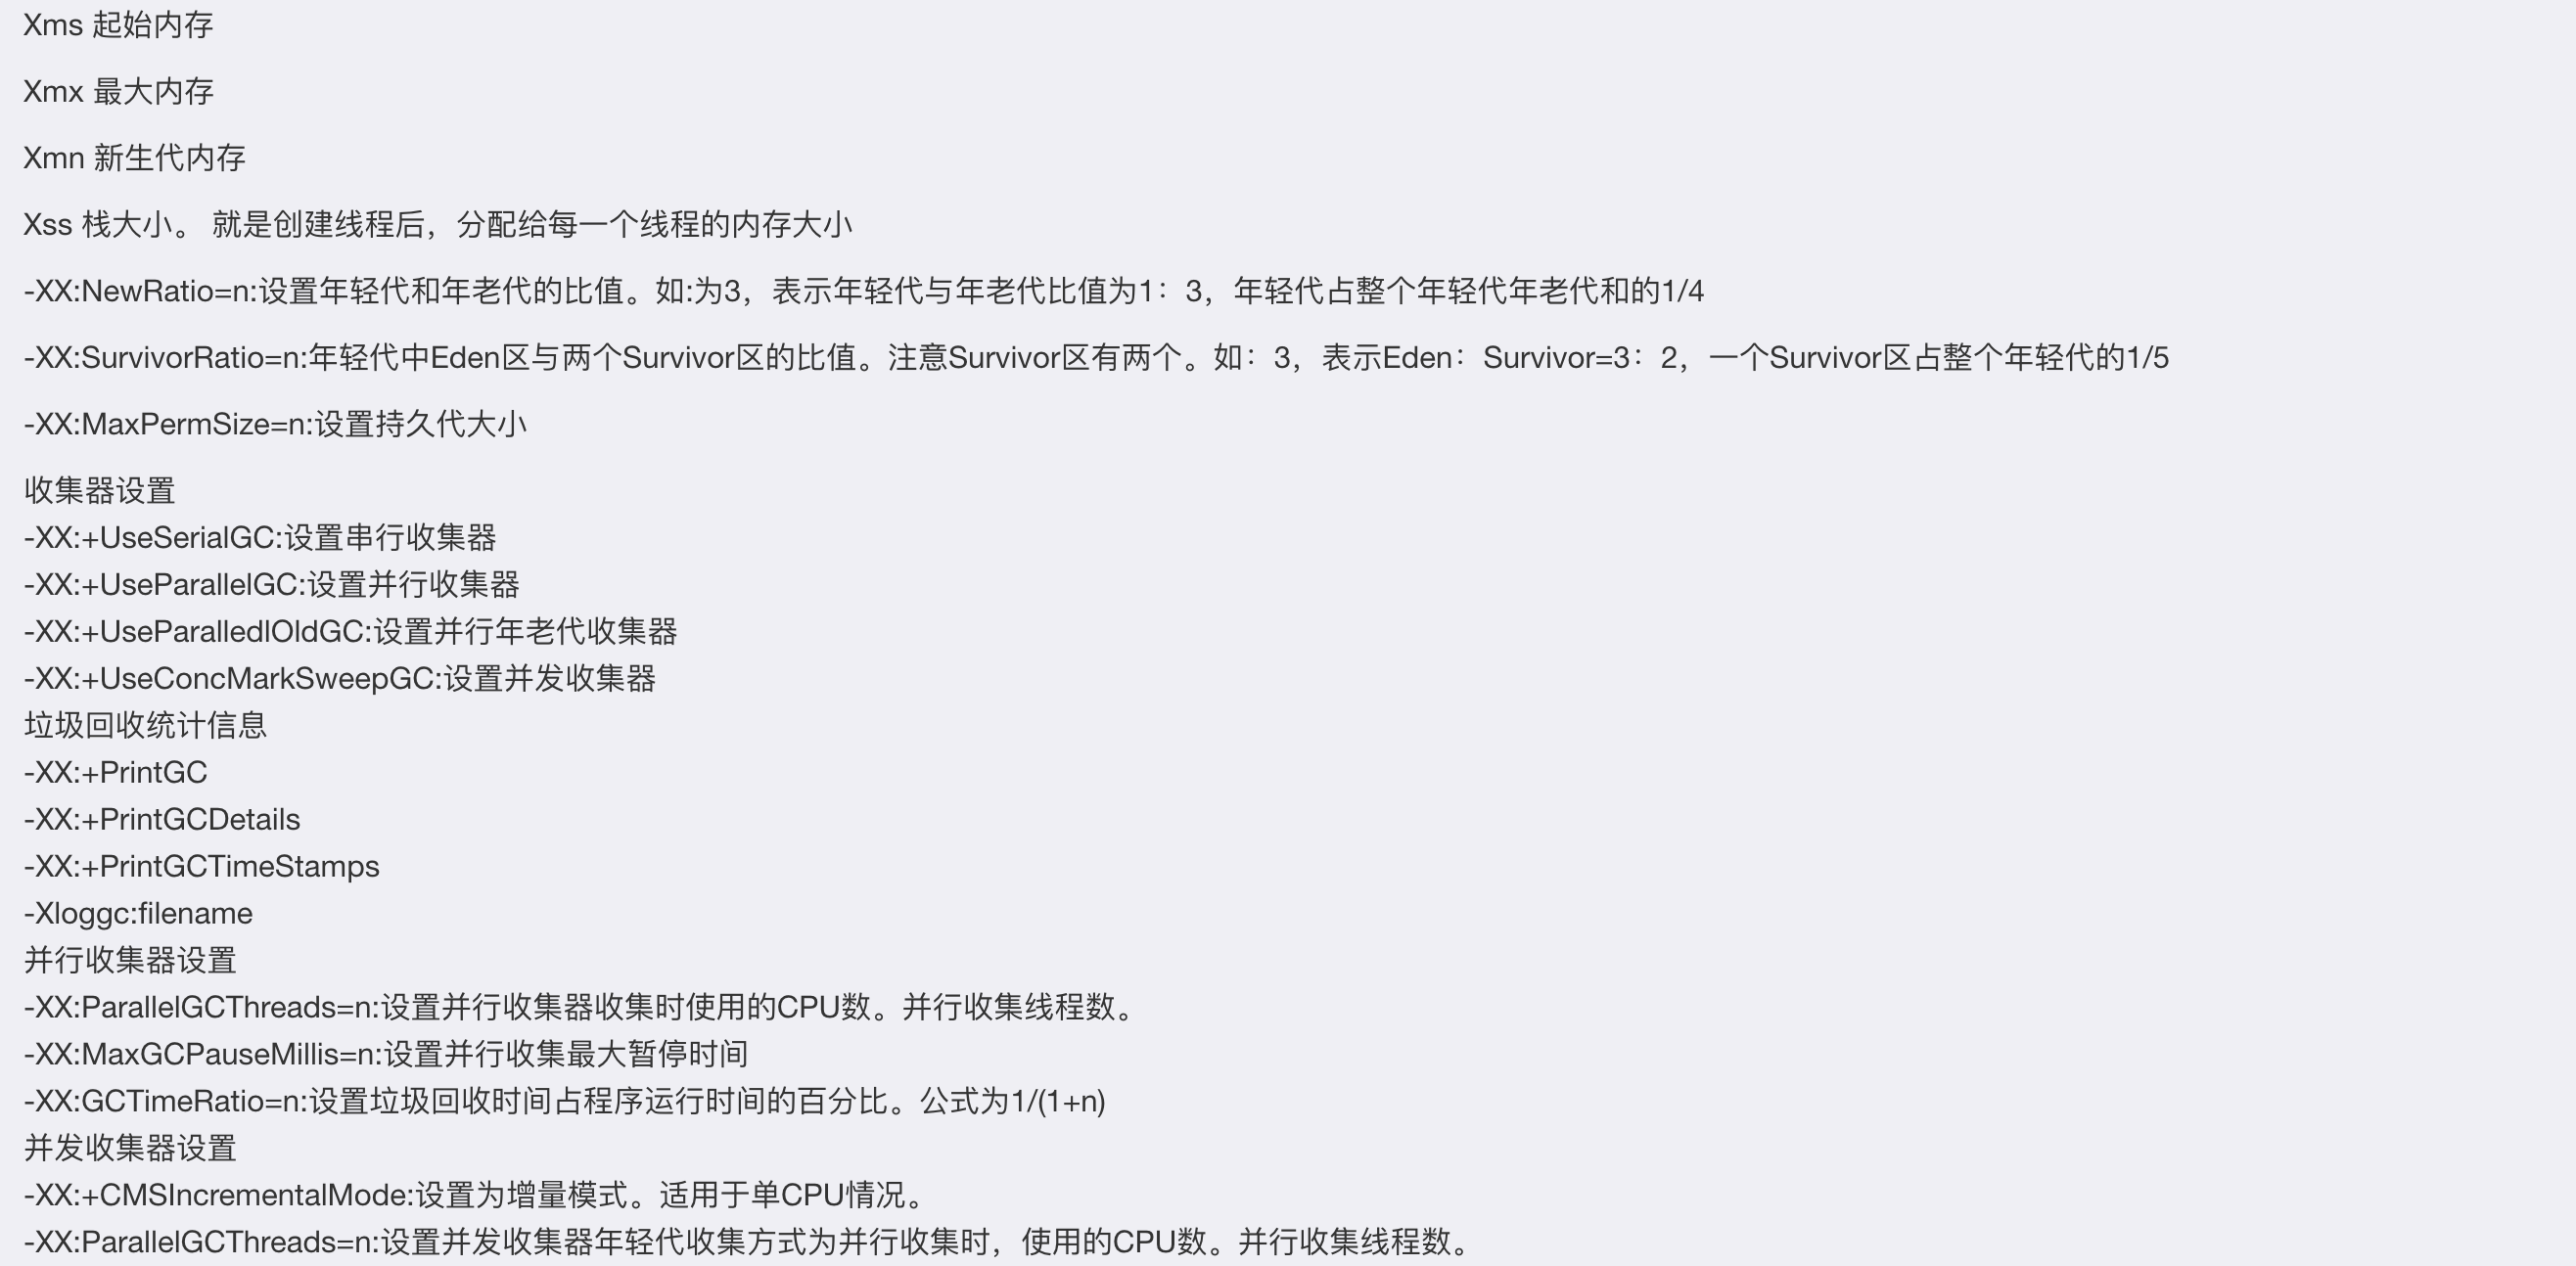 Xms 起始内存
Xmx 最大内存
Xmn 新生代内存
Xss 栈大小。 就是创建线程后，分配给每一个线程的内存大小
-XX:NewRatio=n:设置年轻代和年老代的比值。如:为3，表示年轻代与年老代比值为1：3，年轻代占整个年轻代年老代和的1/4
-XX:SurvivorRatio=n:年轻代中Eden区与两个Survivor区的比值。注意Survivor区有两个。如：3，表示Eden：Survivor=3：2，一个Survivor区占整个年轻代的1/5
-XX:MaxPermSize=n:设置持久代大小
收集器设置
-XX:+UseSerialGC:设置串行收集器
-XX:+UseParallelGC:设置并行收集器
-XX:+UseParalledlOldGC:设置并行年老代收集器
-XX:+UseConcMarkSweepGC:设置并发收集器
垃圾回收统计信息
-XX:+PrintGC
-XX:+PrintGCDetails
-XX:+PrintGCTimeStamps
-Xloggc:filename
并行收集器设置
-XX:ParallelGCThreads=n:设置并行收集器收集时使用的CPU数。并行收集线程数。
-XX:MaxGCPauseMillis=n:设置并行收集最大暂停时间
-XX:GCTimeRatio=n:设置垃圾回收时间占程序运行时间的百分比。公式为1/(1+n)
并发收集器设置
-XX:+CMSIncrementalMode:设置为增量模式。适用于单CPU情况。
-XX:ParallelGCThreads=n:设置并发收集器年轻代收集方式为并行收集时，使用的CPU数。并行收集线程数。